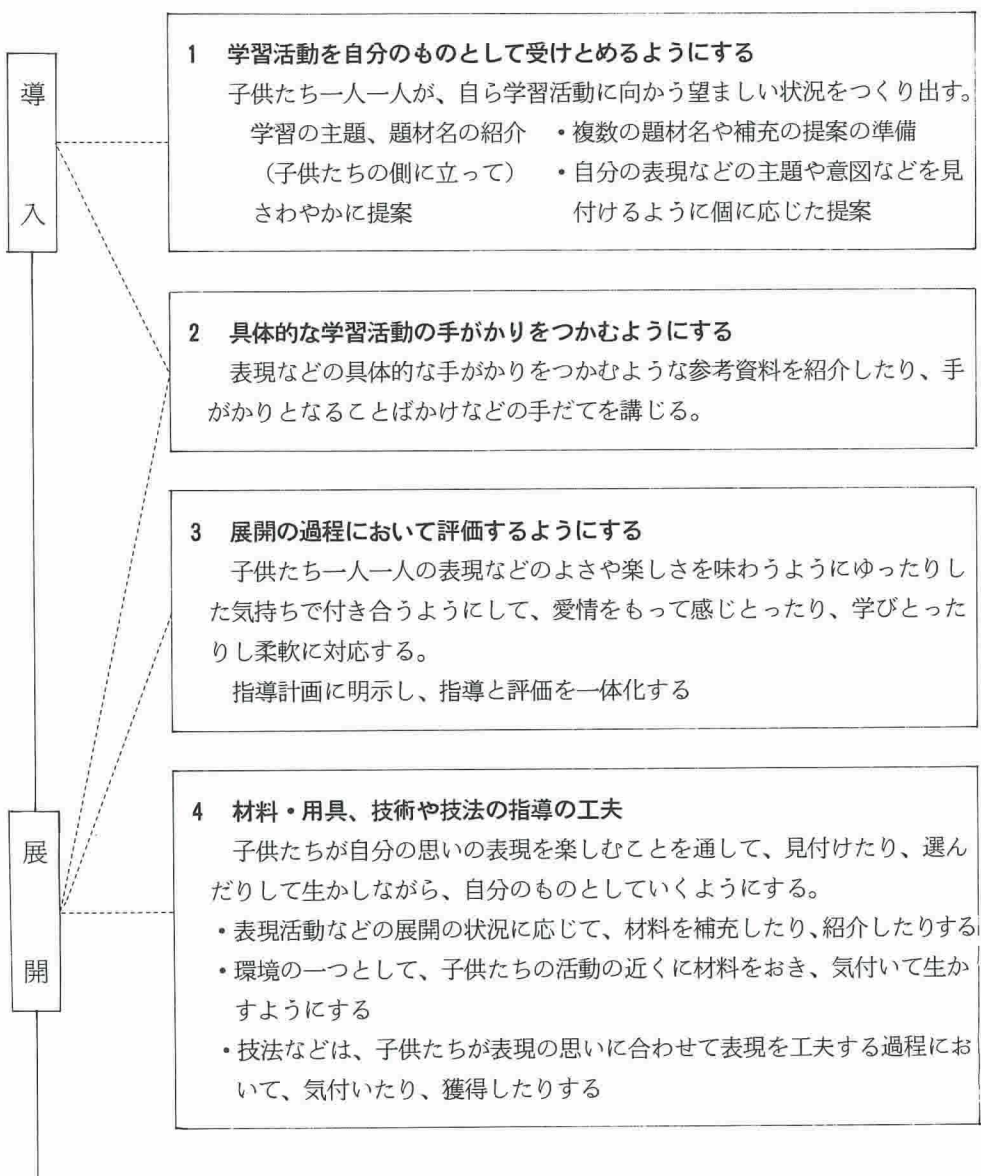 導入
1 学習活動を自分のものとして受けとめるようにする
子供たち一人一人が、自ら学習活動に向かう望ましい状況をつくり出す。
学習の主題、題材名の紹介 ・複数の題材名や補充の提案の準備
(子供たちの側に立って) ・自分の表現などの主題や意図などを見
さわやかに提案 付けるように個に応じた提案
2 具体的な学習活動の手がかりをつかむようにする
表現などの具体的な手がかりをつかむような参考資料を紹介したり、手
がかりとなることばかけなどの手だてを講じる。
3 展開の過程において評価するようにする
子供たち一人一人の表現などのよさや楽しさを味わうようにゆったりし
た気持ちで付き合うようにして、愛情をもって感じとったり、学びとった
りし柔軟に対応する。
指導計画に明示し、指導と評価を一体化する
展開
4 材料・用具、技術や技法の指導の工夫
子供たちが自分の思いの表現を楽しむことを通して、見付けたり、選ん
だりして生かしながら、自分のものとしていくようにする。
・表現活動などの展開の状況に応じて、材料を補充したり、紹介したりする
・環境の一つとして、子供たちの活動の近くに材料をおき、気付いて生か
すようにする
・技法などは、子供たちが表現の思いに合わせて表現を工夫する過程にお
いて、気付いたり、獲得したりする